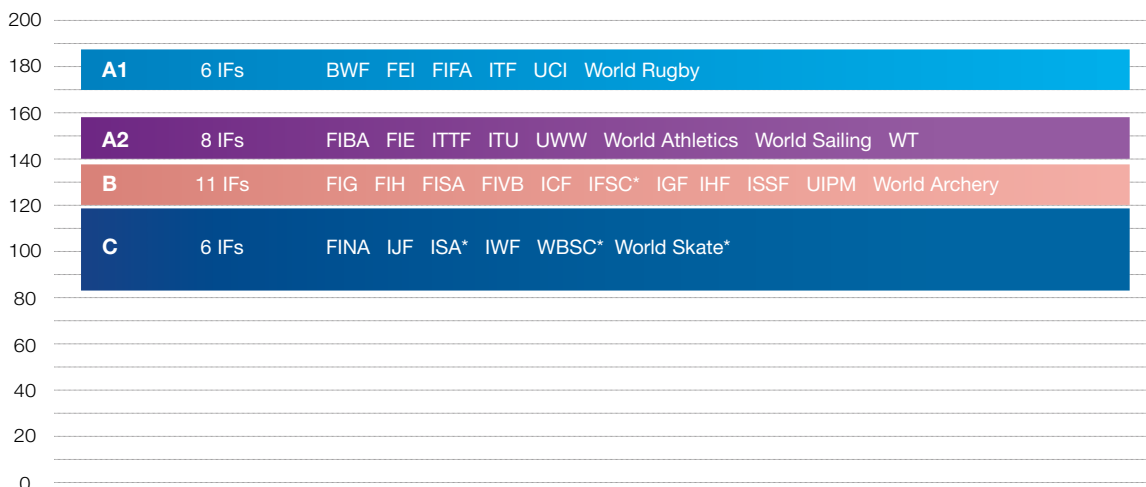 200
180
A1 6 IFs BWF FEI FIFA ITF UCI World Rugby
160
A2 8 IFs FIBA FIE ITTF ITU UWW World Athletics World Sailing WT
140
B 11 IFs FIG FIH FISA FIVB ICF IFSC* IGF IHF ISSF UIPM World Archery
120
100
C 6 IFs FINA IJF ISA* IWF WBSC* World Skate*
80
60
40
20
0